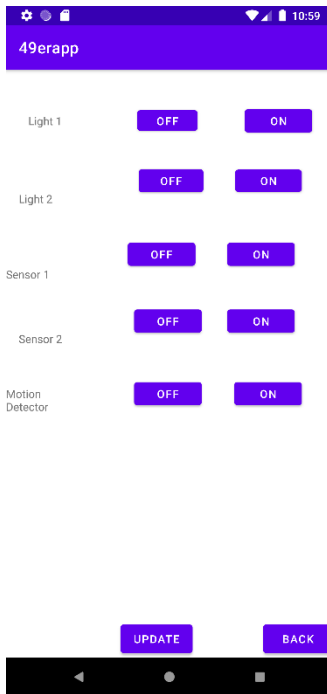 10:59
49erapp
Light 1 OFF ON
OFF ON
Light 2
OFF ON
Sensor 1
OFF ON
Sensor 2
Motion OFF ON
Detector
UPDATE BACK